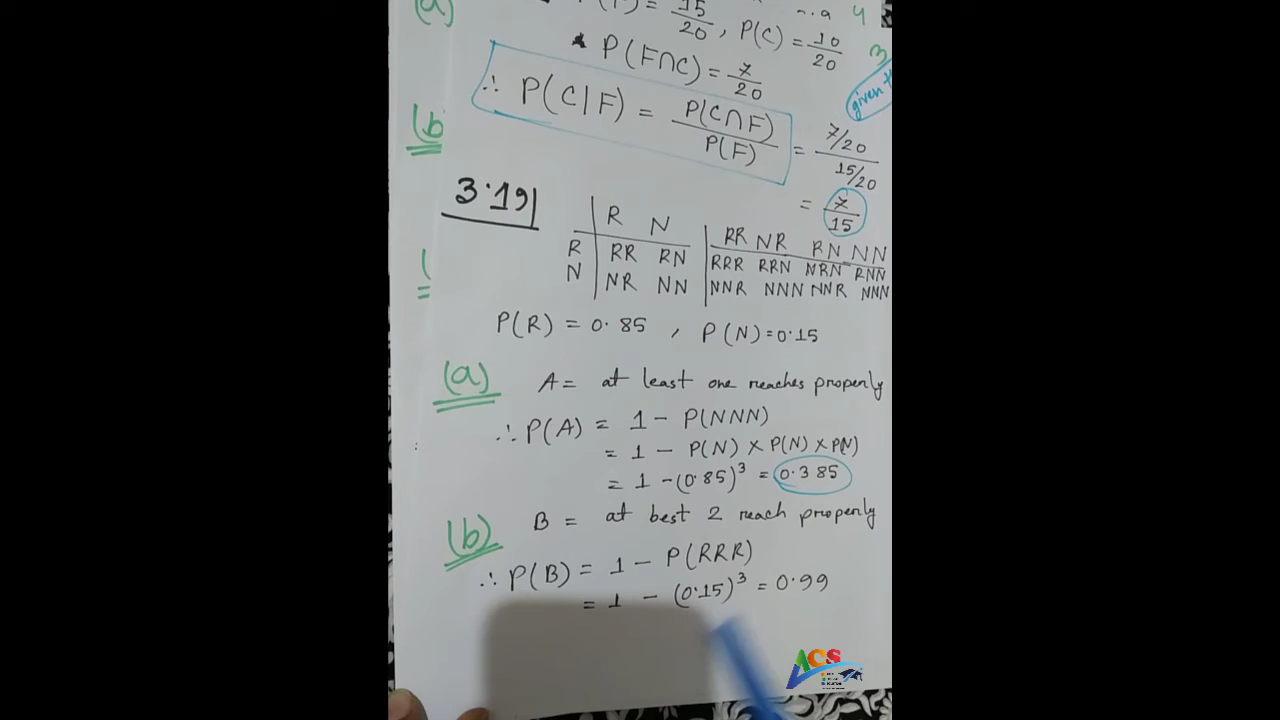 (a)
= 15/20 , P(C) = 10/20
P(F∩C) = 7/20
given
∴ P(C|F) = P(C∩F)/P(F) = 7/20 / 15/20
(b
= 7/15
3.19
R N
R RR RN
N NR NN
RR NR RN NN
RRR RRN NRN RNN
NNR NNN NNR NNN
P(R) = 0.85 , P(N)=0.15
(a) A = at least one reaches properly
∴ P(A) = 1 - P(NNN)
= 1 - P(N) × P(N) × P(N)
= 1 - (0.85)³ = 0.385
(b) B = at best 2 reach properly
∴ P(B) = 1 - P(RRR)
= 1 - (0.15)³ = 0.99
ACS